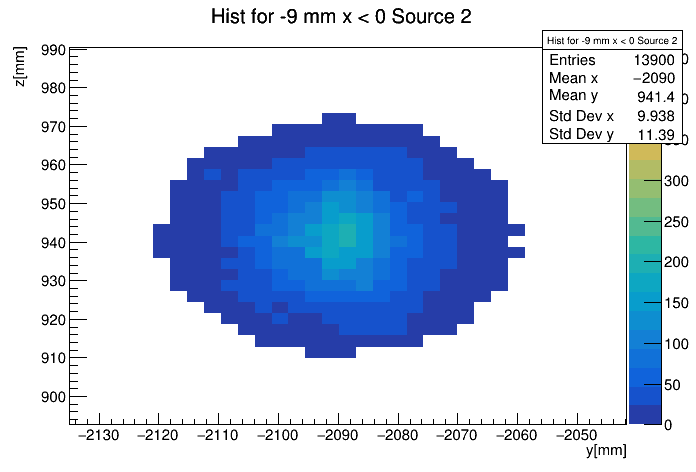 Hist for -9 mm x < 0 Source 2
Hist for -9 mm x < 0 Source 2
Entries 13900
Mean x −2090
Mean y 941.4
Std Dev x 9.938
Std Dev y 11.39
z[mm]
990
980
970
960
950
940
930
920
910
900
−2130 −2120 −2110 −2100 −2090 −2080 −2070 −2060 −2050
y[mm]
300
250
200
150
100
50
0